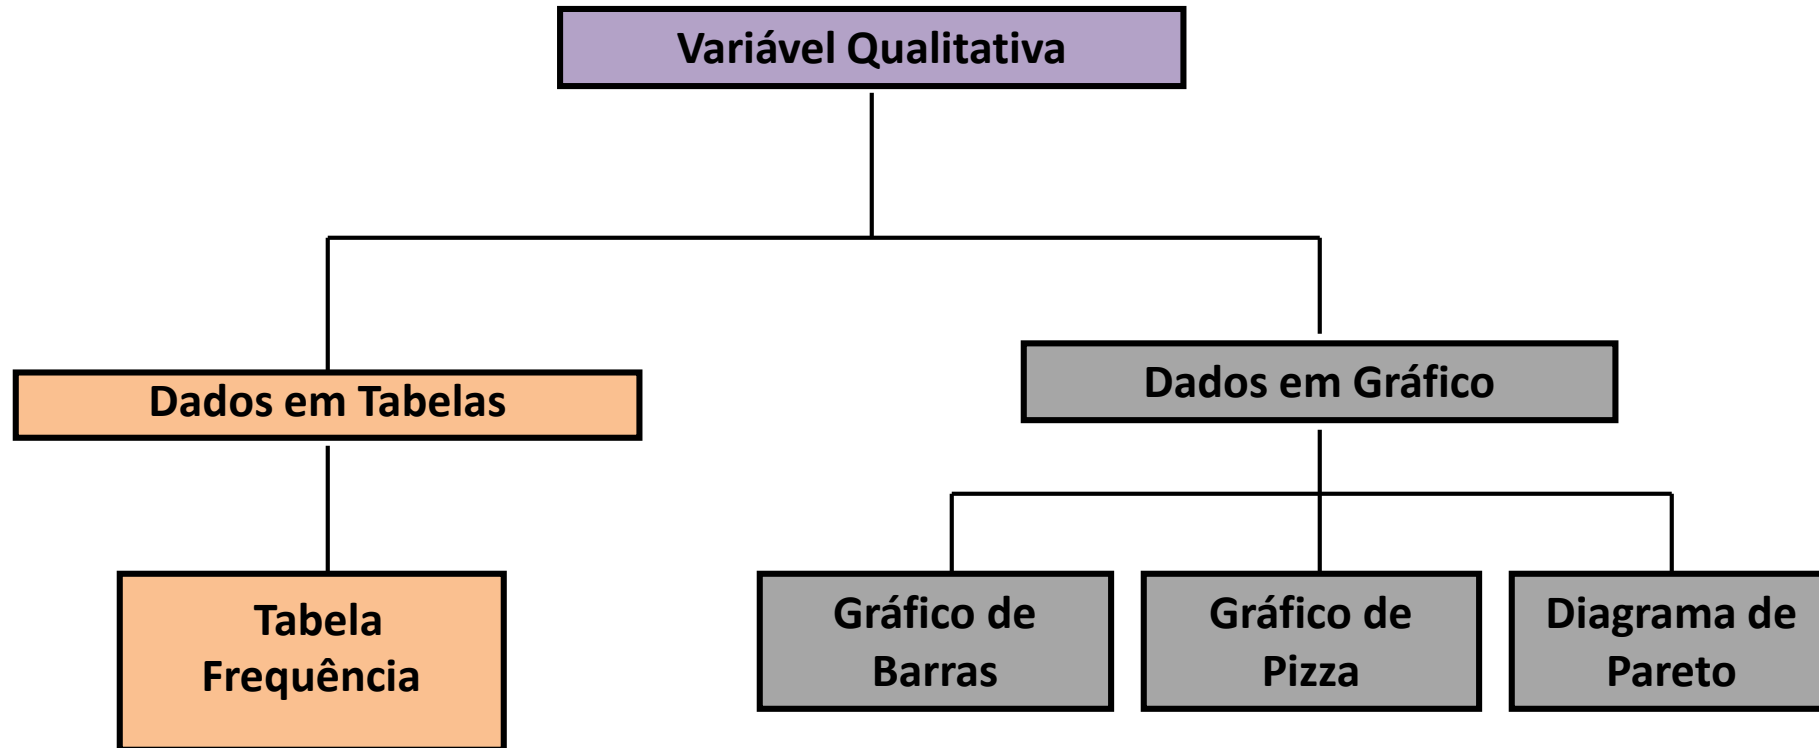 Variável Qualitativa
Dados em Tabelas
Dados em Gráfico
Tabela
Frequência
Gráfico de
Barras
Gráfico de
Pizza
Diagrama de
Pareto